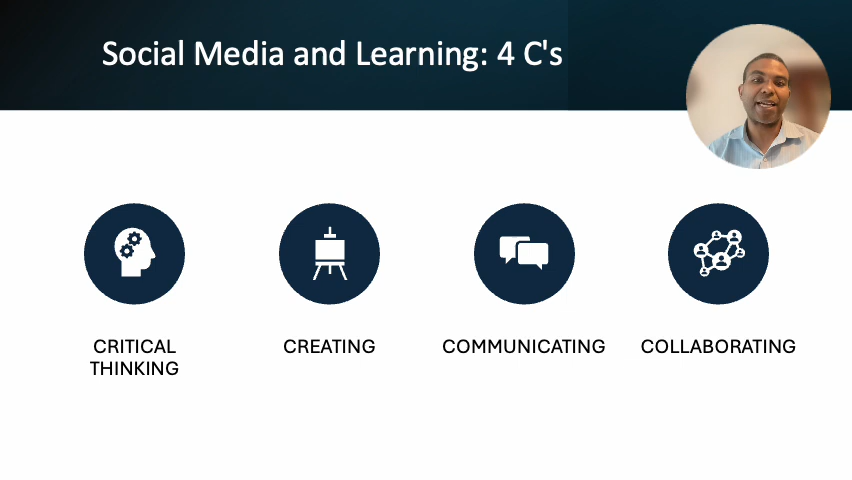 Social Media and Learning: 4 C's
CRITICAL
THINKING
CREATING
COMMUNICATING
COLLABORATING